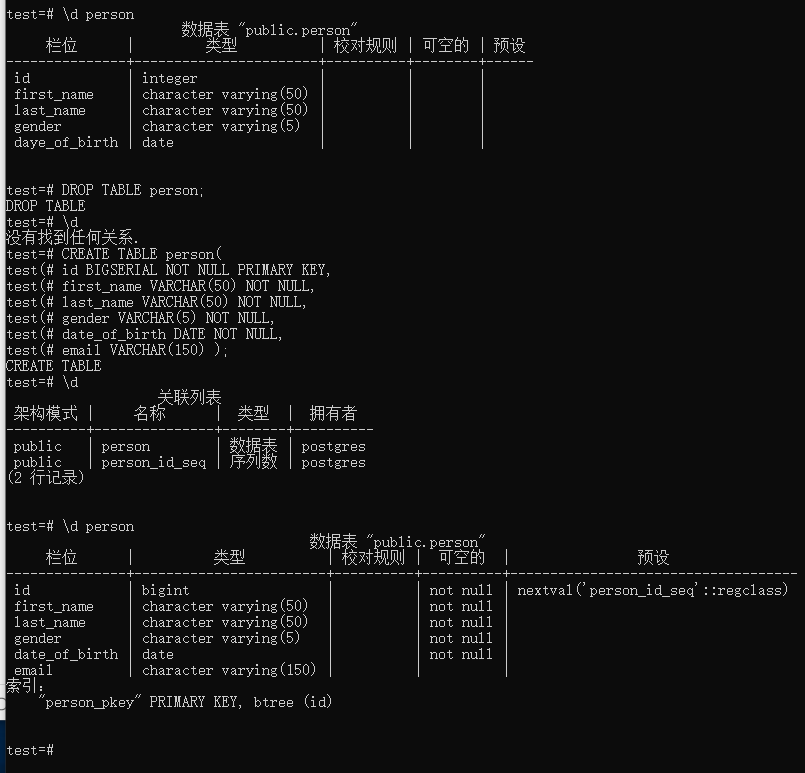 test=# \d person
数据表 "public.person"
栏位 | 类型 | 校对规则 | 可空的 | 预设
---------------+-----------------------+----------+--------+------
id | integer | | |
first_name | character varying(50) | | |
last_name | character varying(50) | | |
gender | character varying(5) | | |
daye_of_birth | date | | |
test=# DROP TABLE person;
DROP TABLE
test=# \d
没有找到任何关系.
test=# CREATE TABLE person(
test(# id BIGSERIAL NOT NULL PRIMARY KEY,
test(# first_name VARCHAR(50) NOT NULL,
test(# last_name VARCHAR(50) NOT NULL,
test(# gender VARCHAR(5) NOT NULL,
test(# date_of_birth DATE NOT NULL,
test(# email VARCHAR(150) );
CREATE TABLE
test=# \d
关联列表
架构模式 | 名称 | 类型 | 拥有者
----------+---------------+--------+----------
public | person | 数据表 | postgres
public | person_id_seq | 序列数 | postgres
(2 行记录)
test=# \d person
数据表 "public.person"
栏位 | 类型 | 校对规则 | 可空的 | 预设
---------------+------------------------+----------+----------+------------------------------------
id | bigint | | not null | nextval('person_id_seq'::regclass)
first_name | character varying(50) | | not null |
last_name | character varying(50) | | not null |
gender | character varying(5) | | not null |
date_of_birth | date | | not null |
email | character varying(150) | | |
索引：
"person_pkey" PRIMARY KEY, btree (id)
test=#